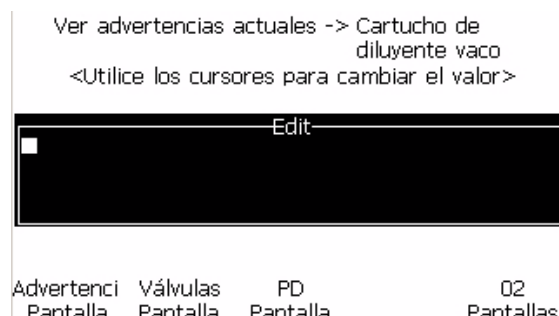 Ver advertencias actuales -> Cartucho de
diluyente vaco
<Utilice los cursores para cambiar el valor>
Edit
Advertenci Válvulas PD 02
Pantalla Pantalla Pantalla Pantallas